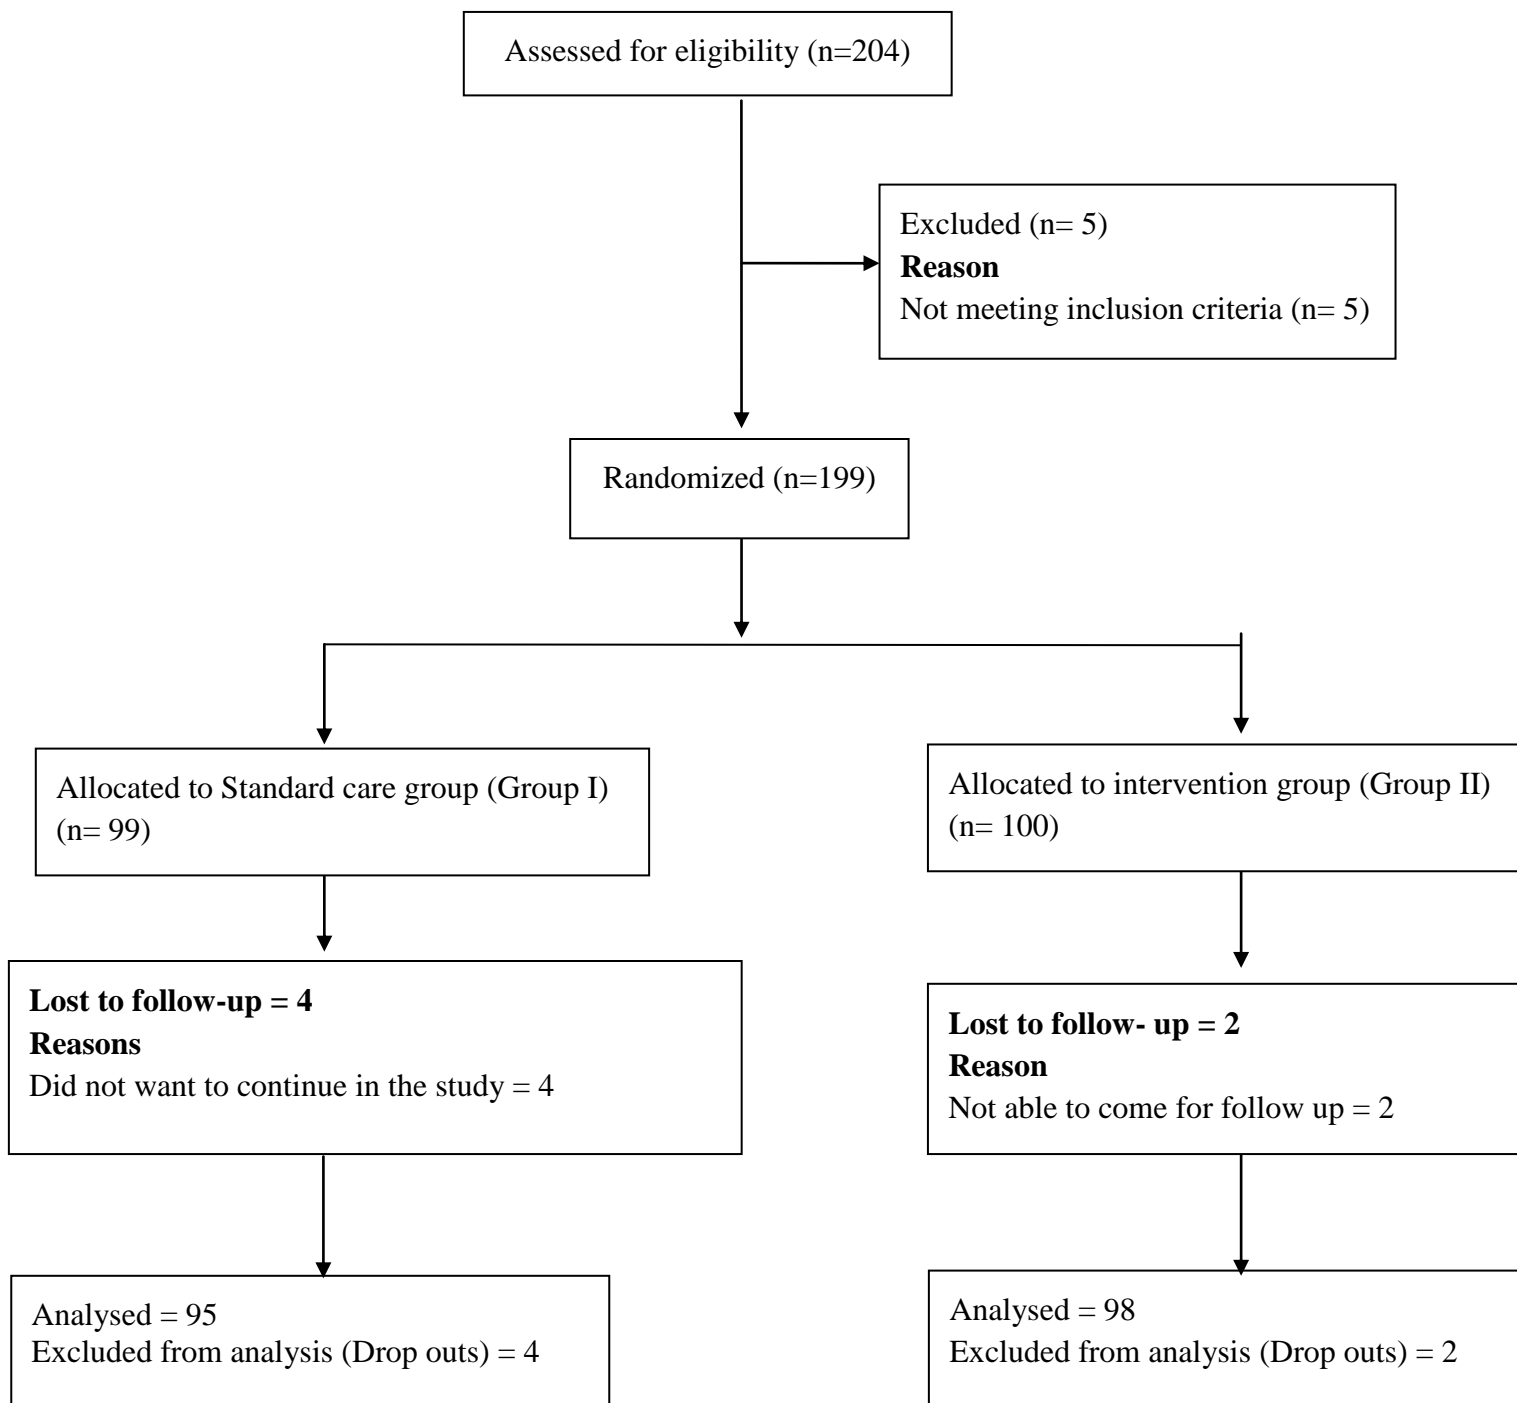 Assessed for eligibility (n=204)
Excluded (n= 5)
Reason
Not meeting inclusion criteria (n= 5)
Randomized (n=199)
Allocated to Standard care group (Group I)
(n= 99)
Allocated to intervention group (Group II)
(n= 100)
Lost to follow-up = 4
Reasons
Did not want to continue in the study = 4
Lost to follow- up = 2
Reason
Not able to come for follow up = 2
Analysed = 95
Excluded from analysis (Drop outs) = 4
Analysed = 98
Excluded from analysis (Drop outs) = 2